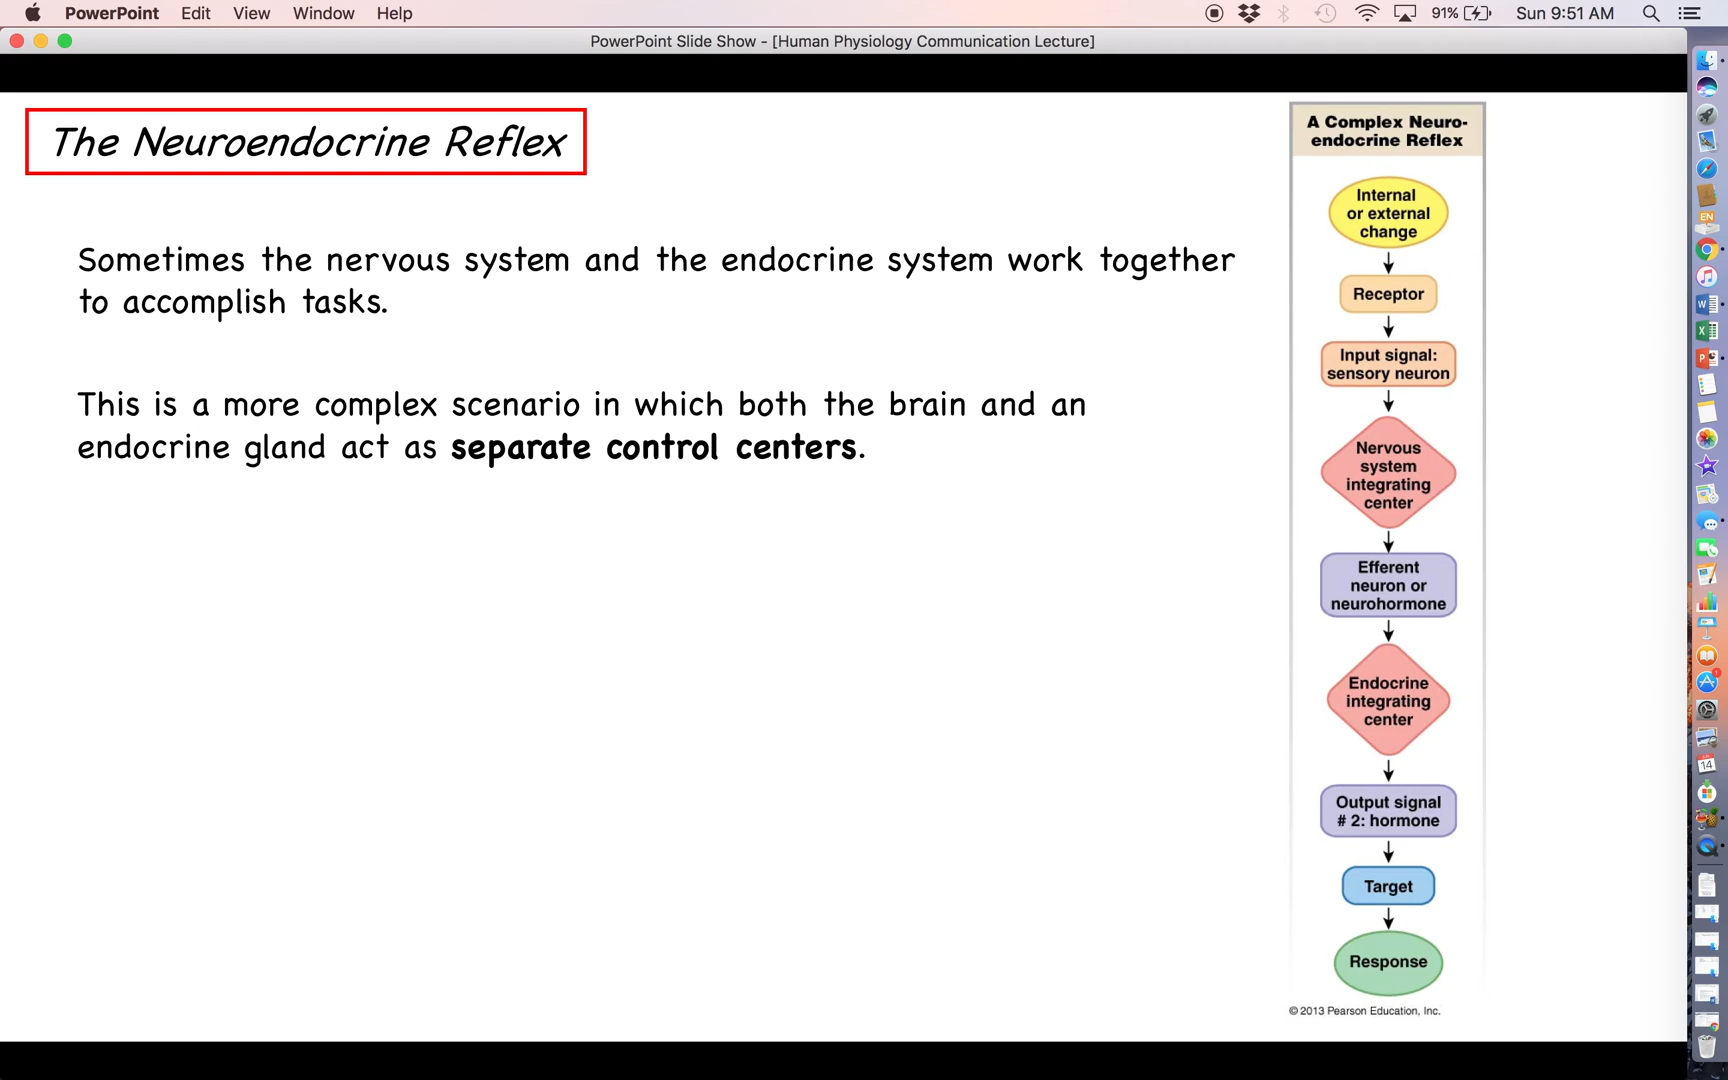 PowerPoint Edit View Window Help 91% Sun 9:51 AM
PowerPoint Slide Show - [Human Physiology Communication Lecture]
The Neuroendocrine Reflex
Sometimes the nervous system and the endocrine system work together
to accomplish tasks.
This is a more complex scenario in which both the brain and an
endocrine gland act as separate control centers.
A Complex Neuro-
endocrine Reflex
Internal
or external
change
Receptor
Input signal:
sensory neuron
Nervous
system
integrating
center
Efferent
neuron or
neurohormone
Endocrine
integrating
center
Output signal
# 2: hormone
Target
Response
© 2013 Pearson Education, Inc.
EN
14